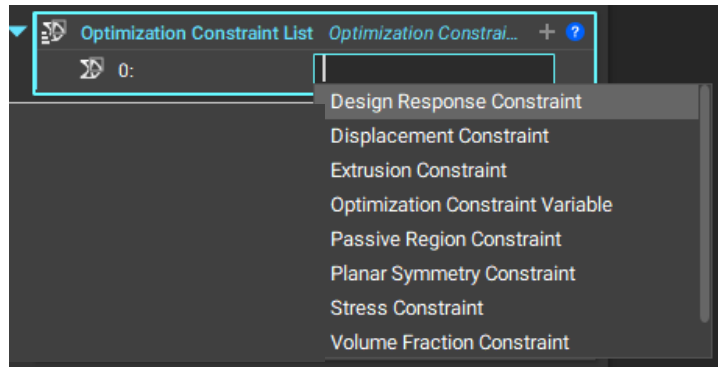 Optimization Constraint List Optimization Constrai... + ?
0:
Design Response Constraint
Displacement Constraint
Extrusion Constraint
Optimization Constraint Variable
Passive Region Constraint
Planar Symmetry Constraint
Stress Constraint
Volume Fraction Constraint